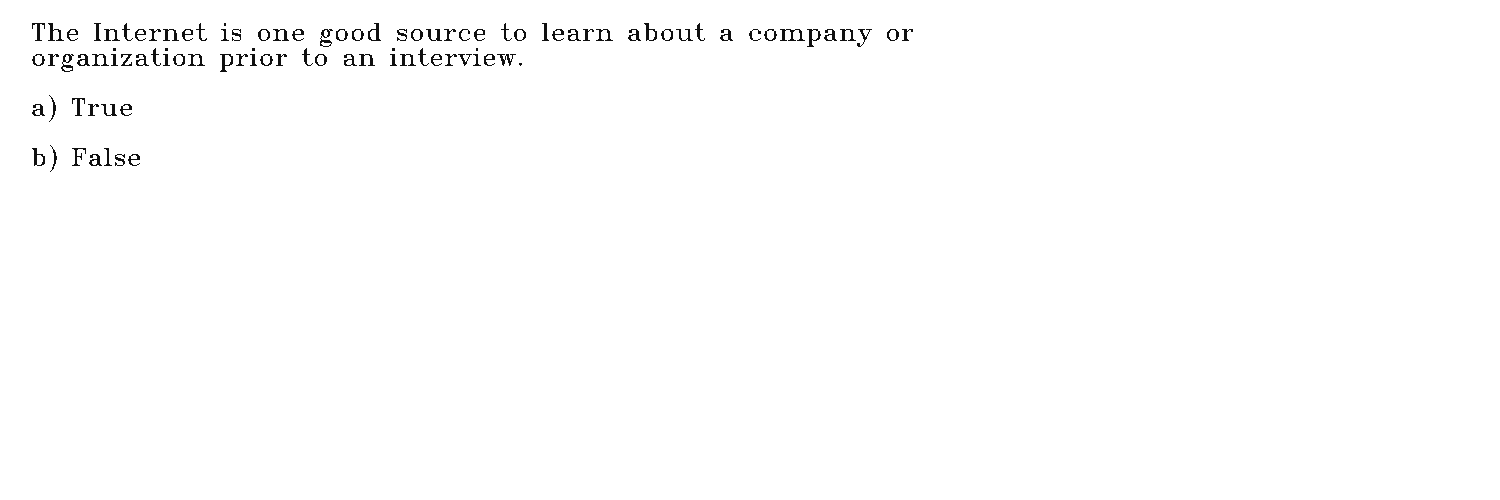 The Internet is one good source to learn about a company or
organization prior to an interview.
a) True
b) False